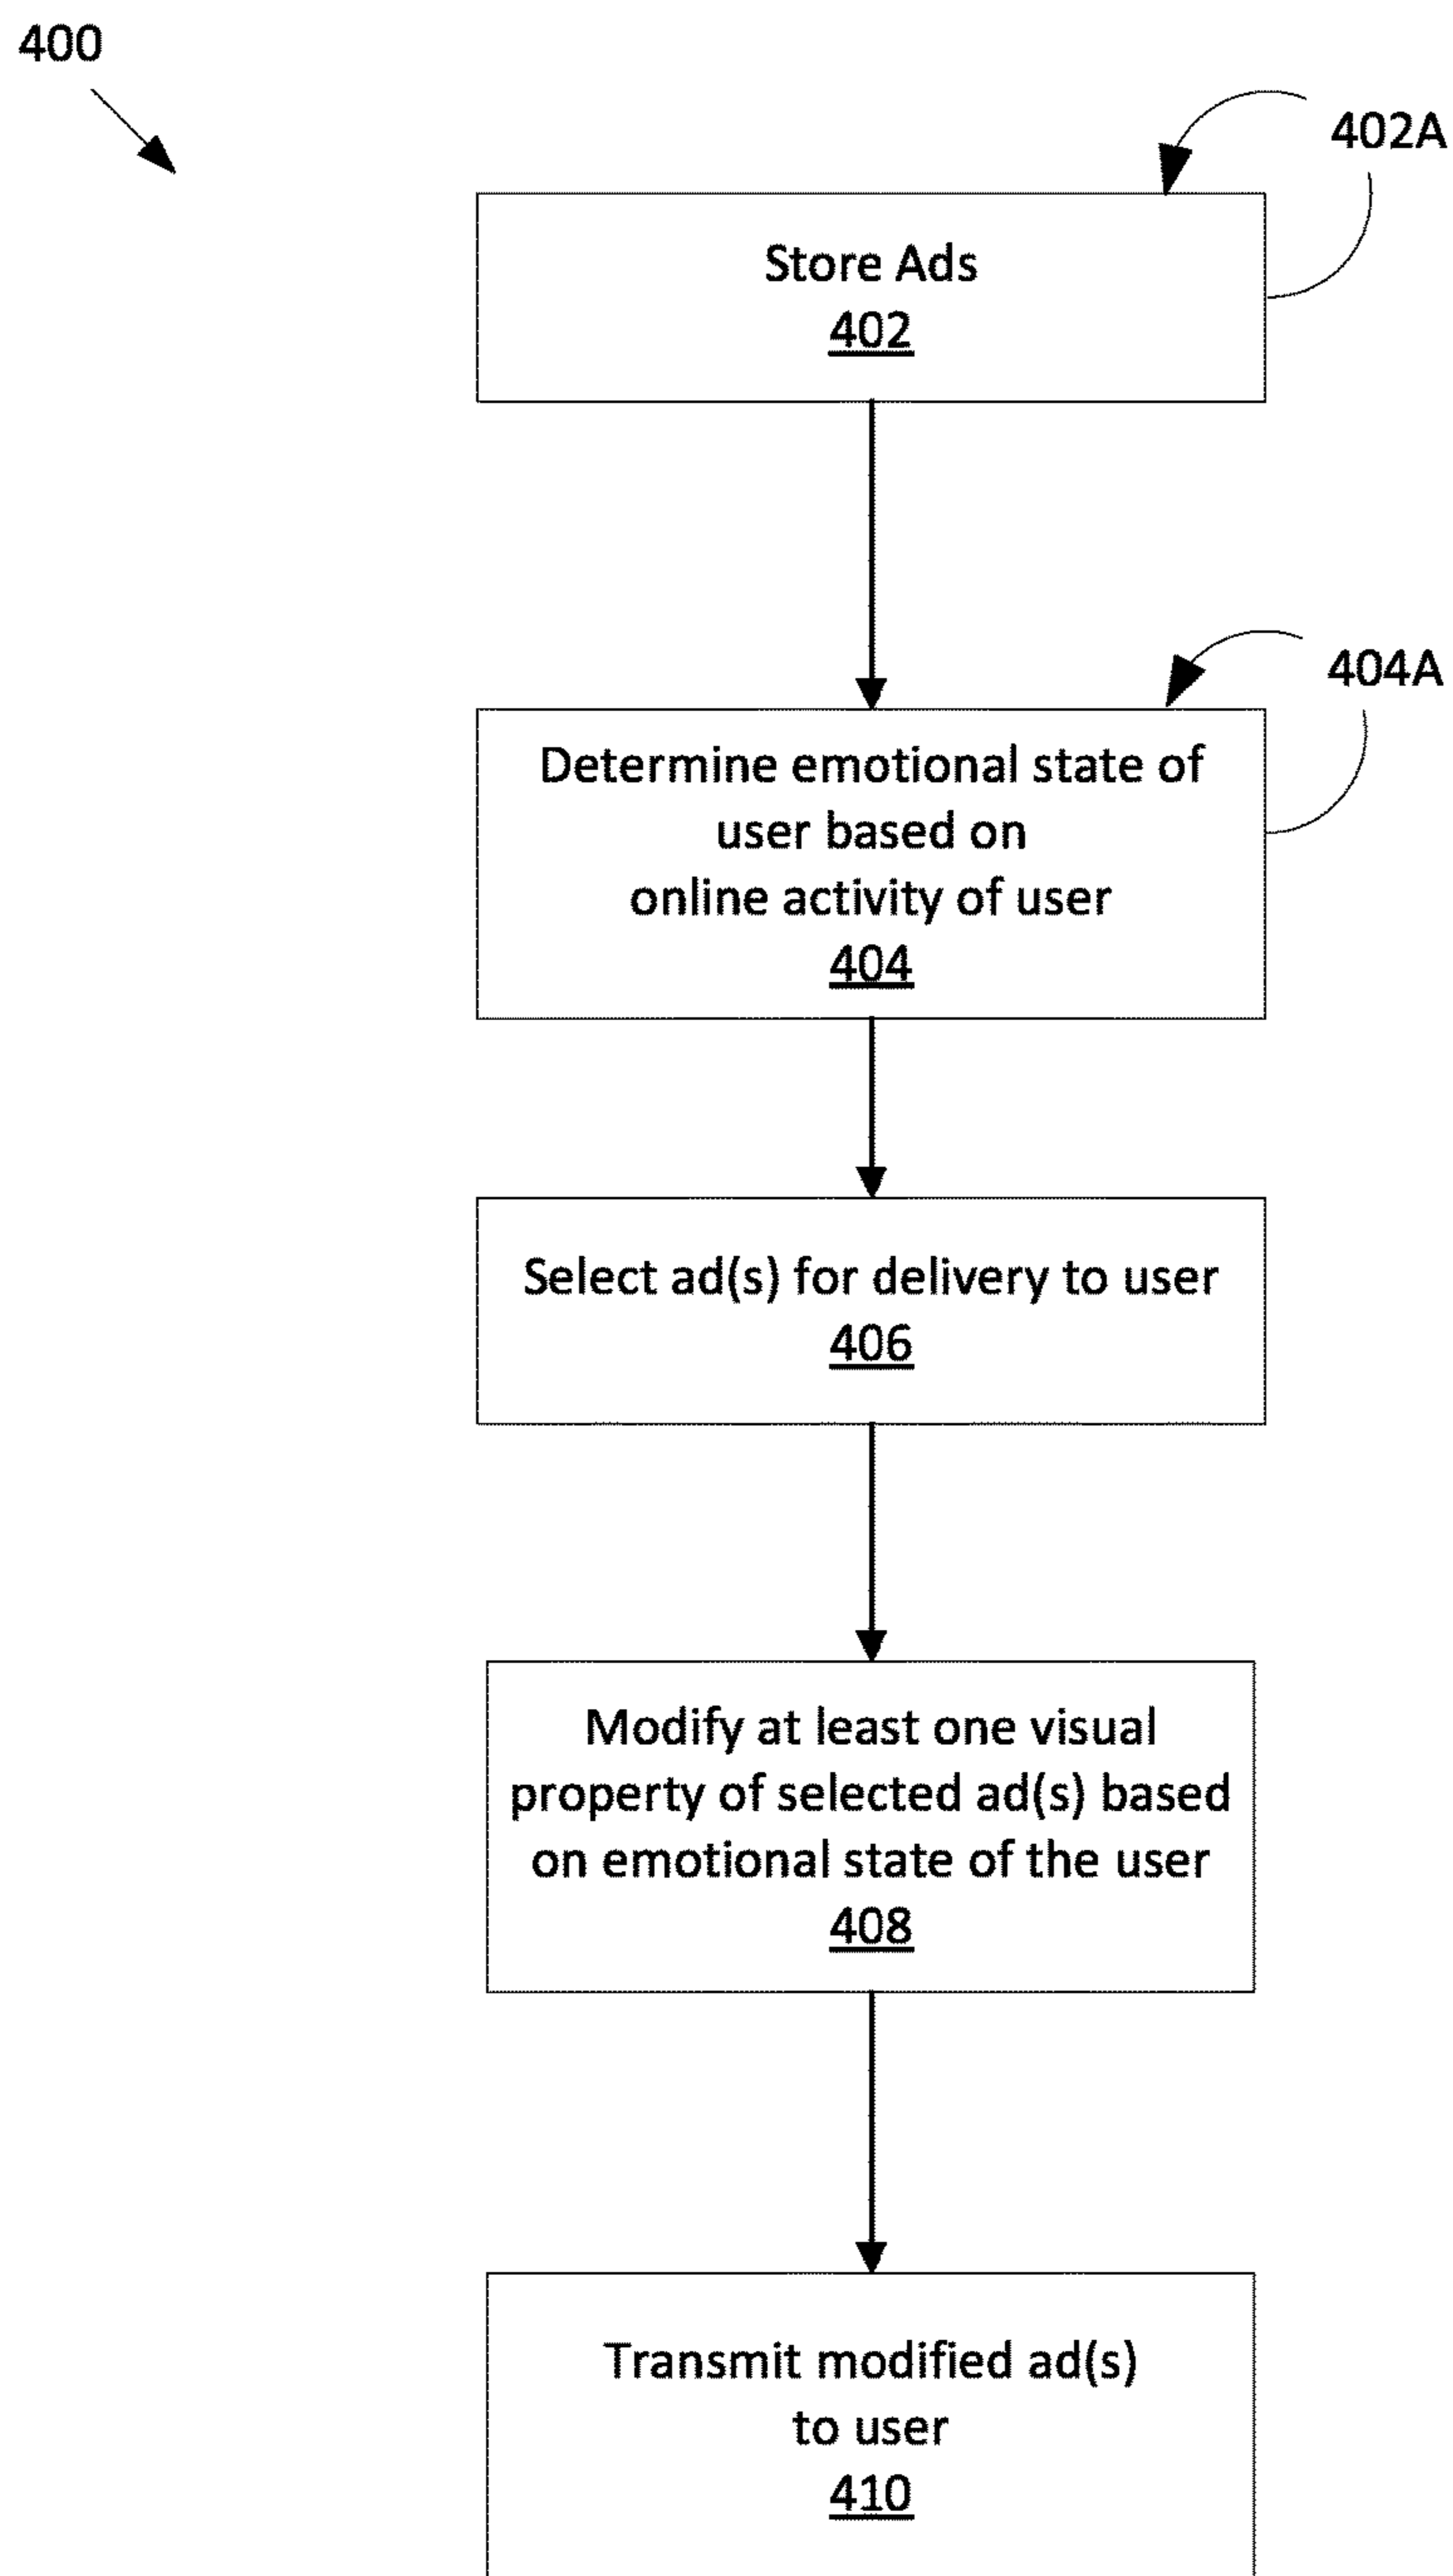 400
402A
Store Ads
402
404A
Determine emotional state of
user based on
online activity of user
404
Select ad(s) for delivery to user
406
Modify at least one visual
property of selected ad(s) based
on emotional state of the user
408
Transmit modified ad(s)
to user
410